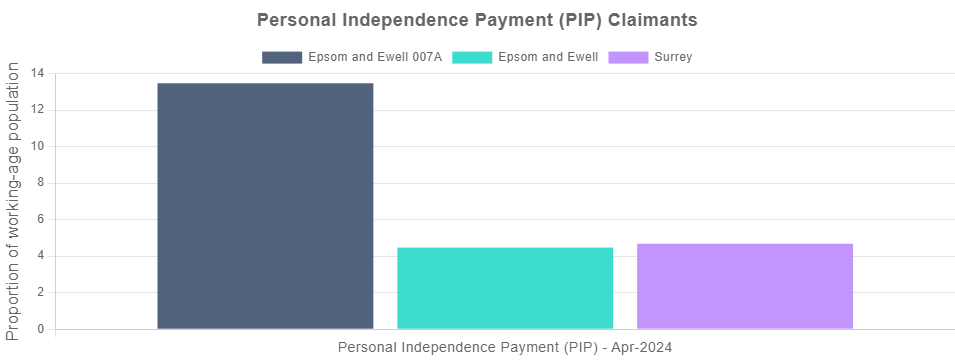 Personal Independence Payment (PIP) Claimants
Epsom and Ewell 007A
Epsom and Ewell
Surrey
Proportion of working-age population
14
12
10
8
6
4
2
0
Personal Independence Payment (PIP) - Apr-2024